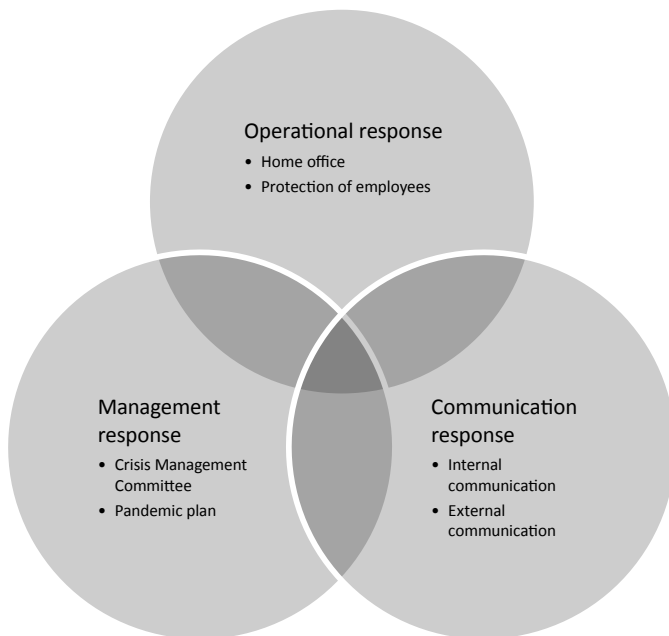 Operational response
• Home office
• Protection of employees
Management
response
• Crisis Management
Committee
• Pandemic plan
Communication
response
• Internal
communication
• External
communication